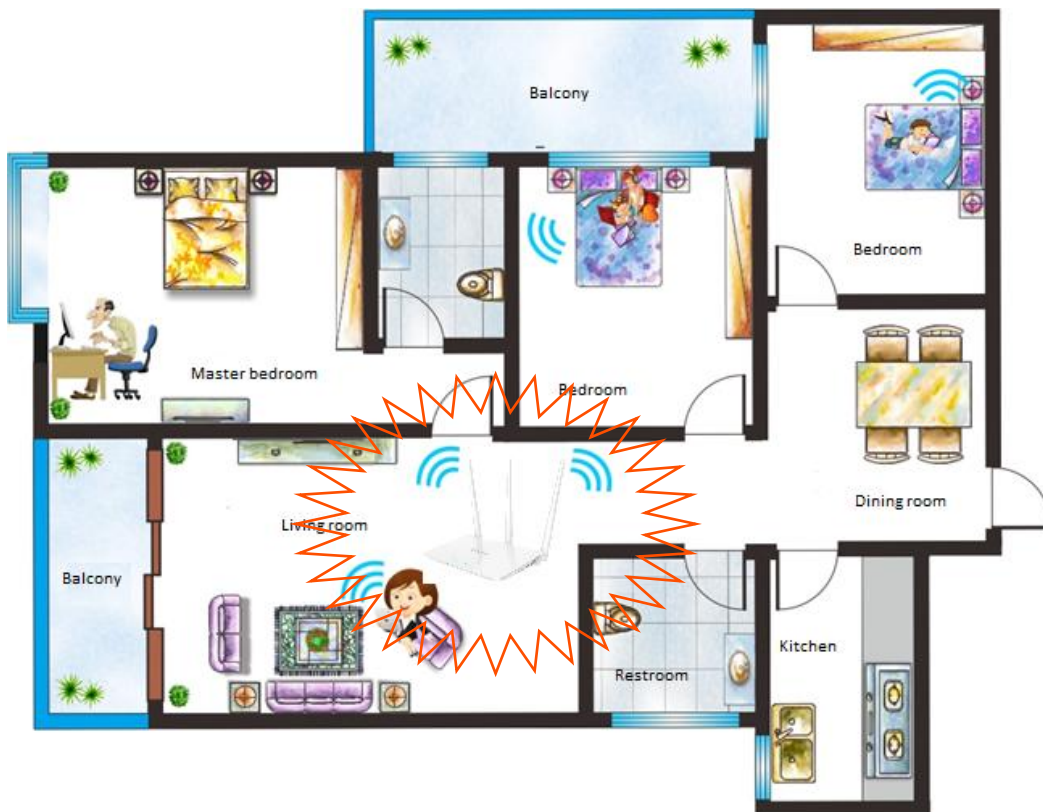 Balcony
Bedroom
Master bedroom
Bedroom
Living room
Dining room
Balcony
Kitchen
Restroom